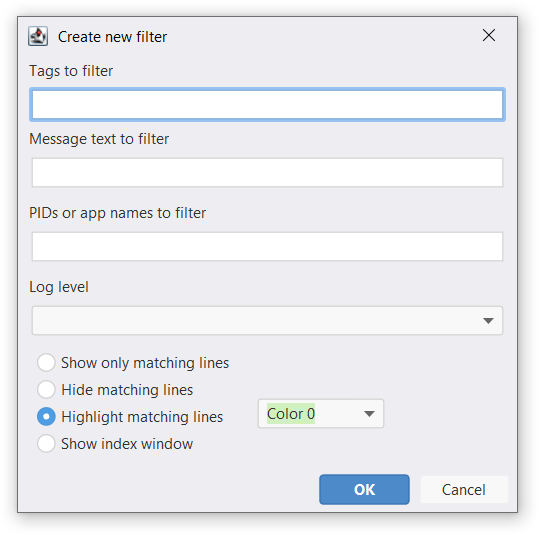 Create new filter
Tags to filter
Message text to filter
PIDs or app names to filter
Log level
Show only matching lines
Hide matching lines
Highlight matching lines Color 0
Show index window
OK Cancel